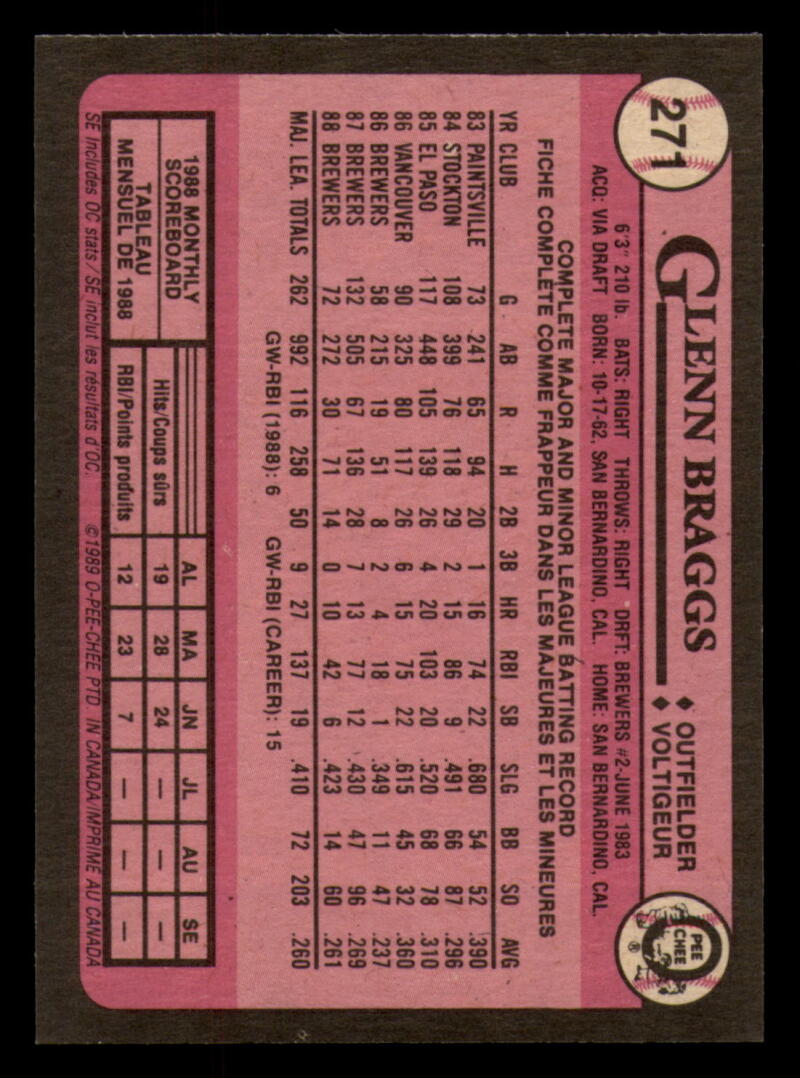 271
GLENN BRAGGS
♦ OUTFIELDER
♦ VOLTIGEUR
O PEE CHEE ®
6'3" 210 lb. BATS: RIGHT THROWS: RIGHT DRFT: BREWERS #2-JUNE 1983
ACQ: VIA DRAFT BORN: 10-17-62, SAN BERNARDINO, CAL. HOME: SAN BERNARDINO, CAL.
COMPLETE MAJOR AND MINOR LEAGUE BATTING RECORD
FICHE COMPLÈTE COMME FRAPPEUR DANS LES MAJEURES ET LES MINEURES
YR CLUB G AB R H 2B 3B HR RBI SB SLG BB SO AVG
83 PAINTSVILLE 73 241 65 94 20 1 16 74 22 .680 54 52 .390
84 STOCKTON 108 399 76 118 29 2 15 86 9 .491 66 87 .296
85 EL PASO 117 448 105 139 26 4 20 103 20 .520 68 78 .310
86 VANCOUVER 90 325 80 117 26 6 15 75 22 .615 45 32 .360
86 BREWERS 58 215 19 51 8 2 4 18 1 .349 11 47 .237
87 BREWERS 132 505 67 136 28 7 13 77 12 .430 47 96 .269
88 BREWERS 72 272 30 71 14 0 10 42 6 .423 14 60 .261
MAJ. LEA. TOTALS 262 992 116 258 50 9 27 137 19 .410 72 203 .260
GW-RBI (1988): 6 GW-RBI (CAREER): 15
1988 MONTHLY
SCOREBOARD
TABLEAU
MENSUEL DE 1988
AL MA JN JL AU SE
Hits/Coups sûrs 19 28 24 — — —
RBI/Points produits 12 23 7 — — —
SE Includes OC stats/SE inclut les résultats d'OC. ©1989 O-PEE-CHEE PTD. IN CANADA/IMPRIMÉ AU CANADA